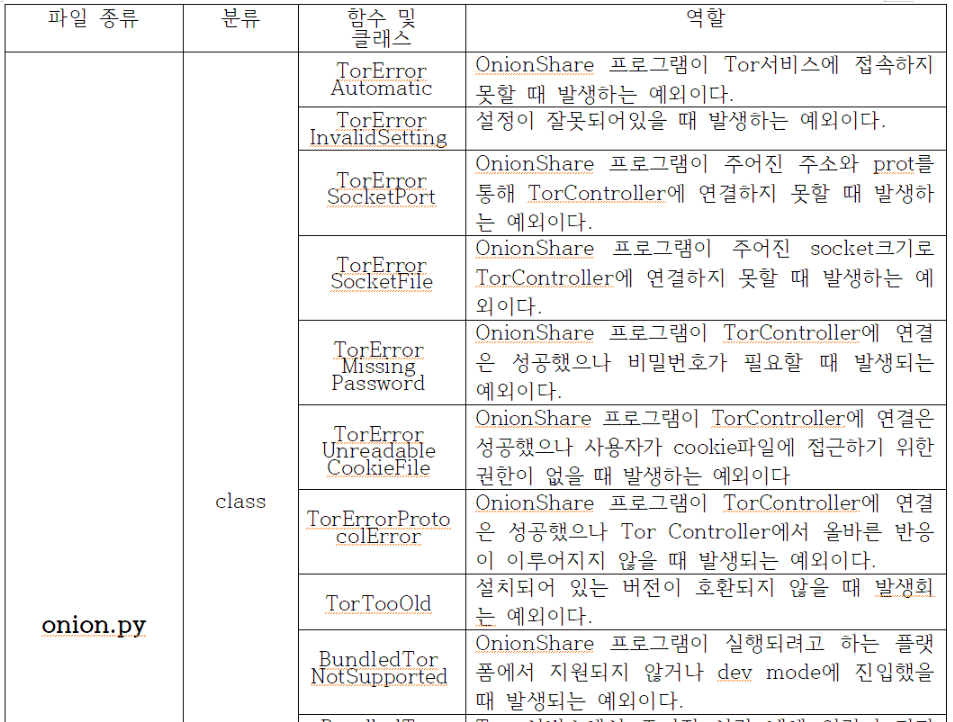 파일 종류
분류
함수 및
클래스
역할
onion.py
class
TorError
Automatic
OnionShare 프로그램이 Tor서비스에 접속하지
못할 때 발생하는 예외이다.
TorError
InvalidSetting
설정이 잘못되어있을 때 발생하는 예외이다.
TorError
SocketPort
OnionShare 프로그램이 주어진 주소와 prot를
통해 TorController에 연결하지 못할 때 발생하
는 예외이다.
TorError
SocketFile
OnionShare 프로그램이 주어진 socket크기로
TorController에 연결하지 못할 때 발생하는 예
외이다.
TorError
Missing
Password
OnionShare 프로그램이 TorController에 연결
은 성공했으나 비밀번호가 필요할 때 발생되는
예외이다.
TorError
Unreadable
CookieFile
OnionShare 프로그램이 TorController에 연결은
성공했으나 사용자가 cookie파일에 접근하기 위한
권한이 없을 때 발생하는 예외이다
TorErrorProto
colError
OnionShare 프로그램이 TorController에 연결
은 성공했으나 Tor Controller에서 올바른 반응
이 이루어지지 않을 때 발생되는 예외이다.
TorTooOld
설치되어 있는 버전이 호환되지 않을 때 발생회
는 예외이다.
BundledTor
NotSupported
OnionShare 프로그램이 실행되려고 하는 플랫
폼에서 지원되지 않거나 dev mode에 진입했을
때 발생되는 예외이다.